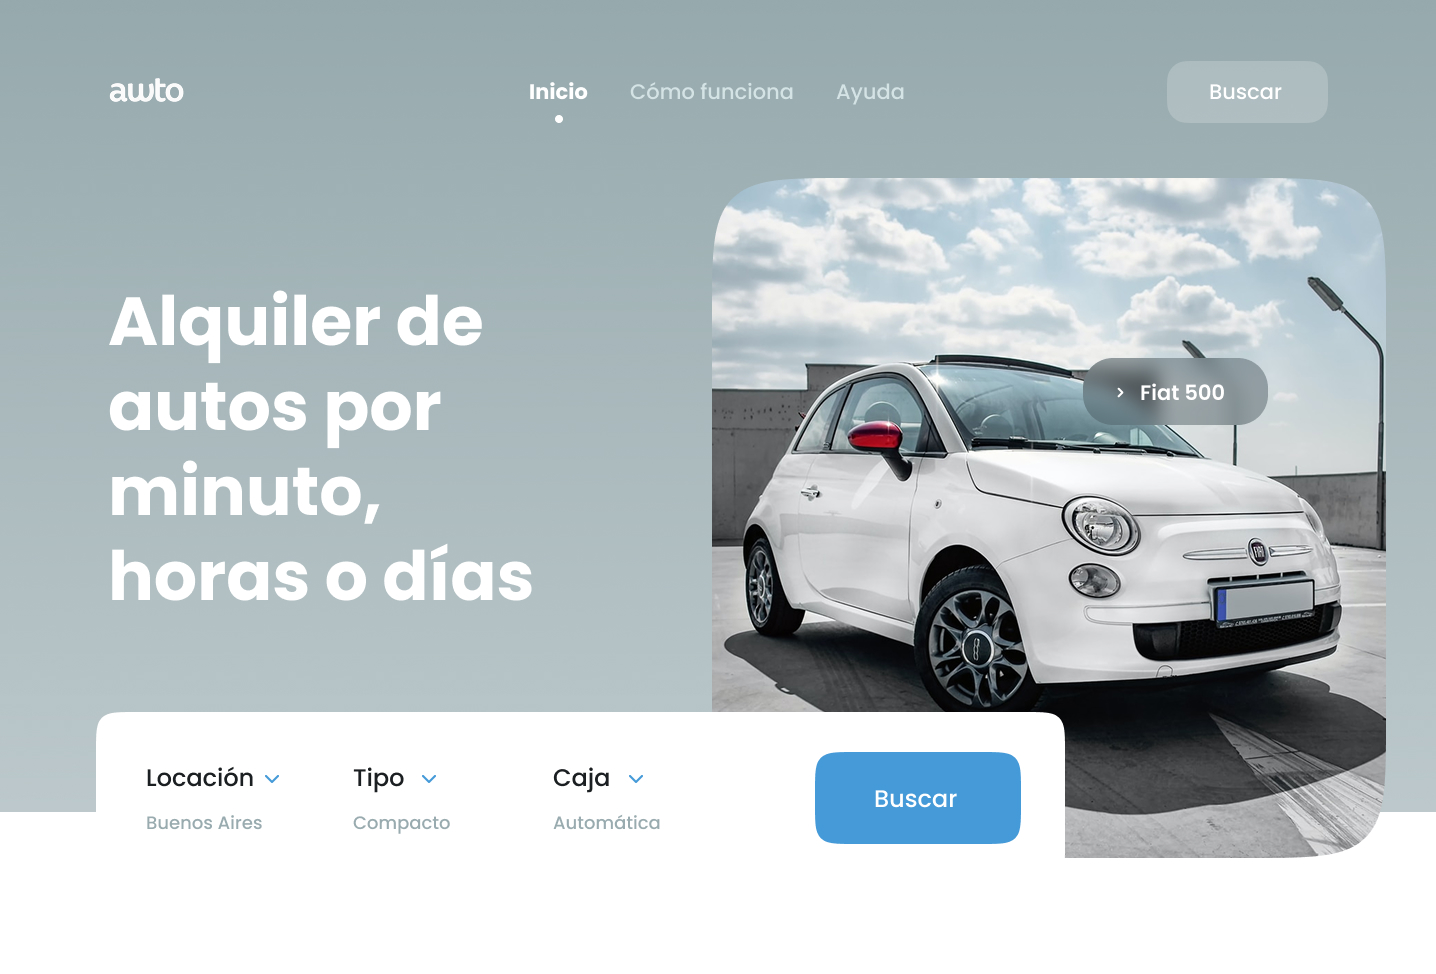 awto
Inicio
Cómo funciona
Ayuda
Buscar
Alquiler de
autos por
minuto,
horas o días
Fiat 500
FIAT
Locación
Tipo
Caja
Buscar
Buenos Aires
Compacto
Automática